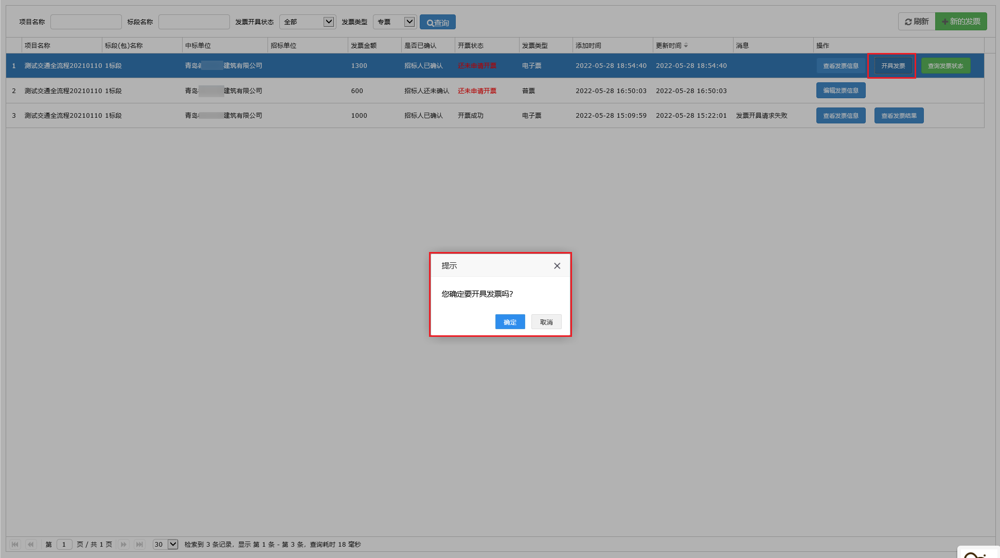 项目名称 标段名称 发票开具状态 全部 发票类型 专票 查询 刷新 新的发票
项目名称 标段(包)名称 中标单位 招标单位 发票金额 是否已确认 开票状态 发票类型 添加时间 更新时间 消息 操作
1 测试交通全流程20210110 1标段 青岛 建筑有限公司 1300 招标人已确认 还未申请开票 电子票 2022-05-28 18:54:40 2022-05-28 18:54:40 查看发票信息 开具发票 查询发票状态
2 测试交通全流程20210110 1标段 青岛 建筑有限公司 600 招标人还未确认 还未申请开票 普票 2022-05-28 16:50:03 2022-05-28 16:50:03 编辑发票信息
3 测试交通全流程20210110 1标段 青岛 建筑有限公司 1000 招标人已确认 开票成功 电子票 2022-05-28 15:09:59 2022-05-28 15:22:01 发票开具请求失败 查看发票信息 查看发票结果
提示
您确定要开具发票吗?
确定 取消
第 1 页 / 共 1 页 30 检索到 3 条记录，显示 第 1 条 - 第 3 条，查询耗时 18 毫秒